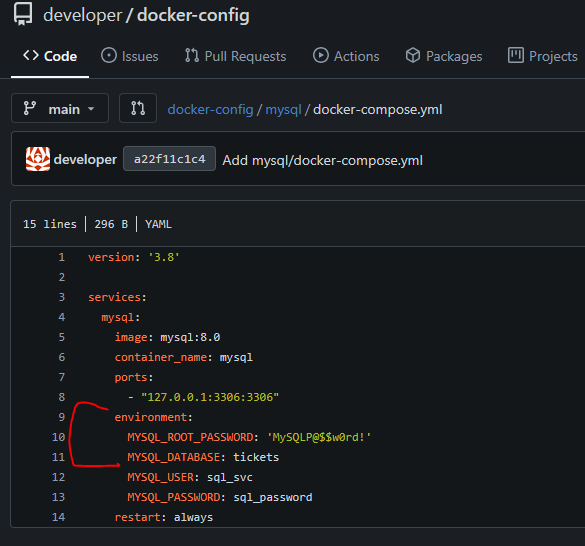 developer / docker-config
Code Issues Pull Requests Actions Packages Projects
main docker-config / mysql / docker-compose.yml
developer a22f11c1c4 Add mysql/docker-compose.yml
15 lines 296 B YAML
1 version: '3.8'
2
3 services:
4 mysql:
5 image: mysql:8.0
6 container_name: mysql
7 ports:
8 - "127.0.0.1:3306:3306"
9 environment:
10 MYSQL_ROOT_PASSWORD: 'MySQLP@$$w0rd!'
11 MYSQL_DATABASE: tickets
12 MYSQL_USER: sql_svc
13 MYSQL_PASSWORD: sql_password
14 restart: always